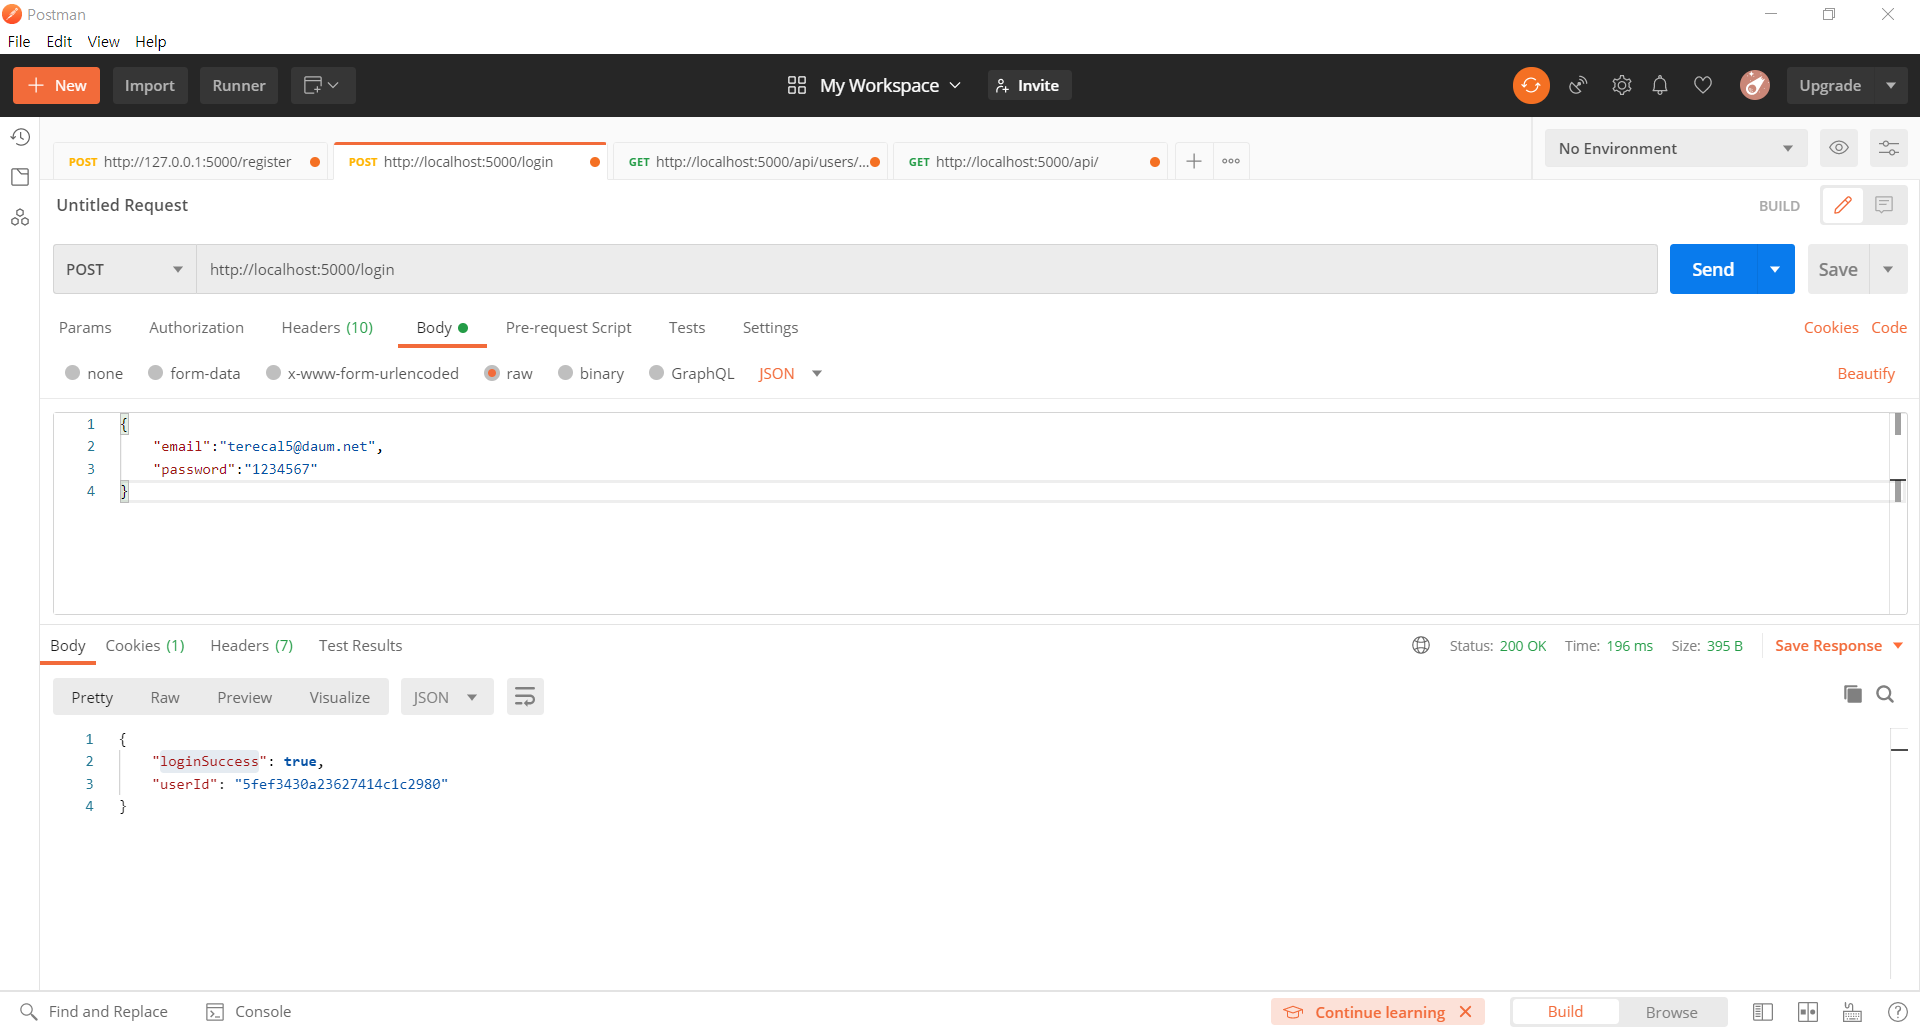 Postman
File Edit View Help
New Import Runner My Workspace Invite Upgrade
POST http://127.0.0.1:5000/register POST http://localhost:5000/login GET http://localhost:5000/api/users/... GET http://localhost:5000/api/ No Environment
Untitled Request BUILD
POST http://localhost:5000/login Send Save
Params Authorization Headers (10) Body Pre-request Script Tests Settings Cookies Code
none form-data x-www-form-urlencoded raw binary GraphQL JSON Beautify
1 {
2 "email":"terecal5@daum.net",
3 "password":"1234567"
4 }
Body Cookies (1) Headers (7) Test Results Status: 200 OK Time: 196 ms Size: 395 B Save Response
Pretty Raw Preview Visualize JSON
1 {
2 "loginSuccess": true,
3 "userId": "5fef3430a23627414c1c2980"
4 }
Find and Replace Console Continue learning Build Browse